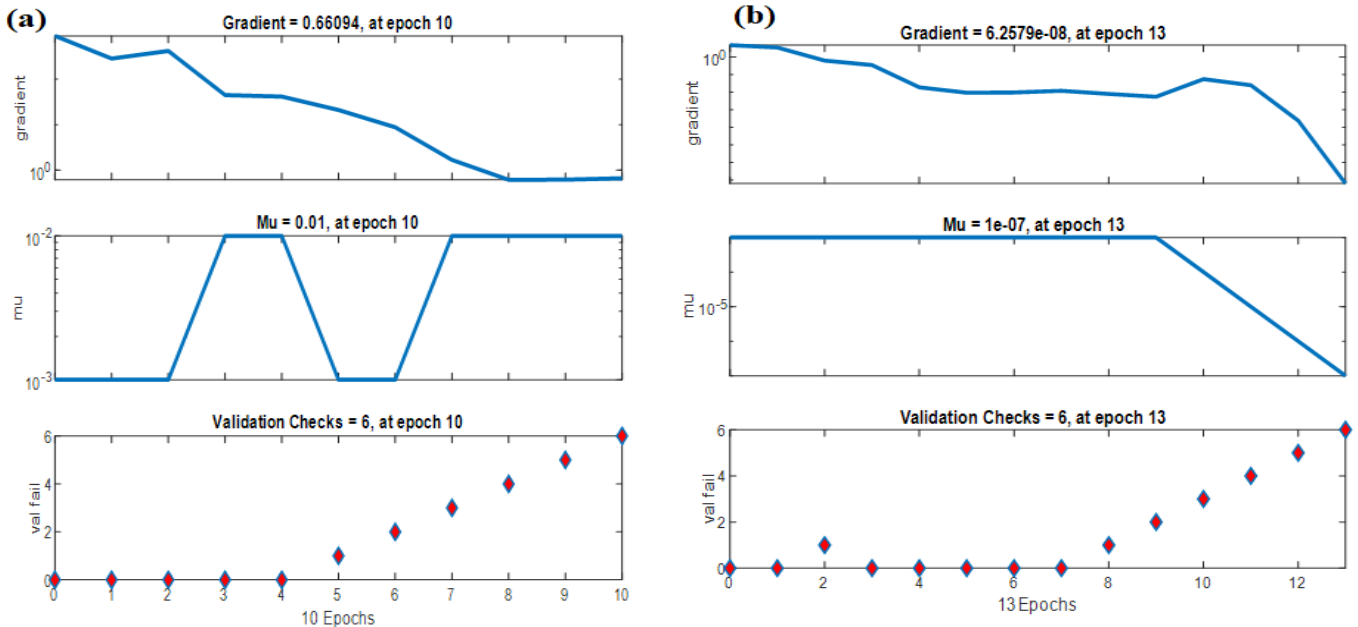 (a)
Gradient = 0.66094, at epoch 10
gradient
10^0
Mu = 0.01, at epoch 10
10^-2
mu
10^-3
Validation Checks = 6, at epoch 10
6
4
val fail
2
0
0 1 2 3 4 5 6 7 8 9 10
10 Epochs
(b)
Gradient = 6.2579e-08, at epoch 13
10^0
gradient
Mu = 1e-07, at epoch 13
mu
10^-5
Validation Checks = 6, at epoch 13
6
4
val fail
2
0
0 2 4 6 8 10 12
13 Epochs